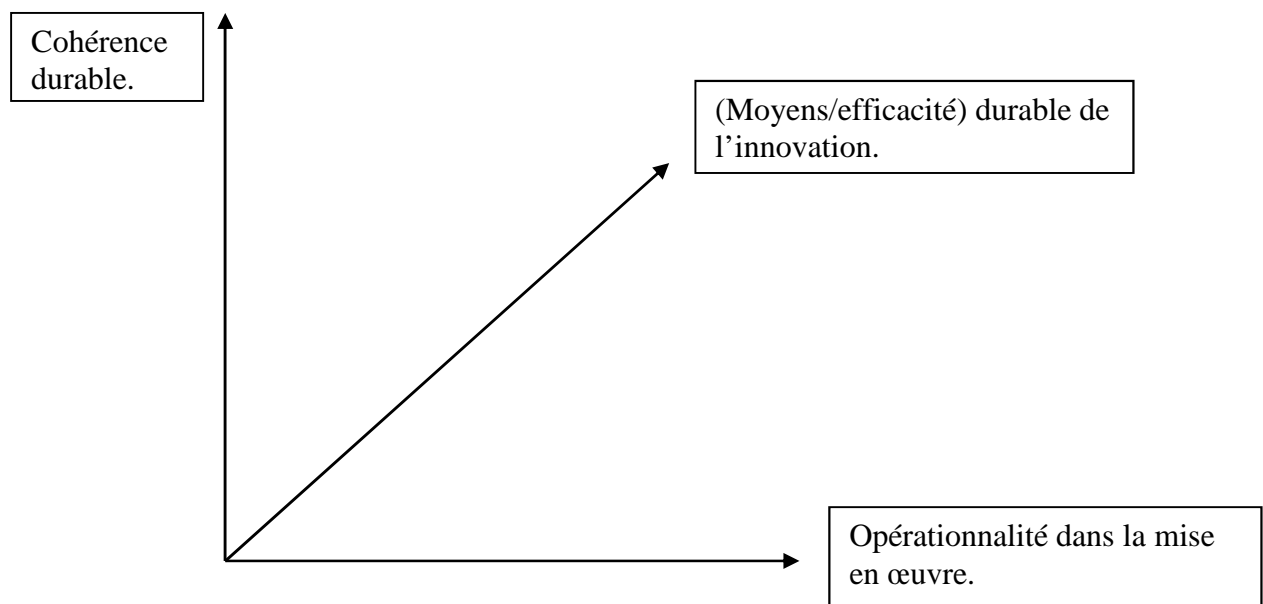 Cohérence
durable.
(Moyens/efficacité) durable de
l’innovation.
Opérationnalité dans la mise
en œuvre.